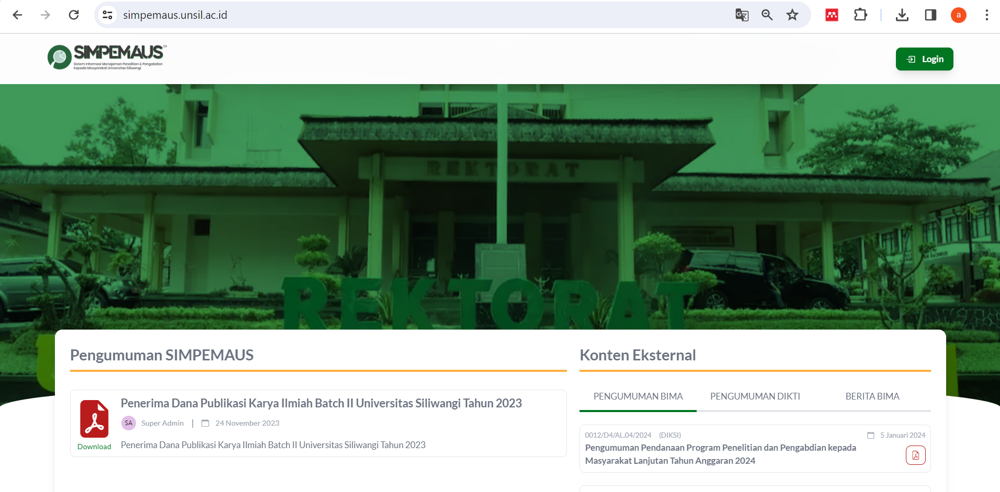 simpemaus.unsil.ac.id
a
SIMPEMAUS 2.0
Sistem Informasi Manajemen Penelitian & Pengabdian
Kepada Masyarakat Universitas Siliwangi
Login
REKTORAT
REKTORAT
Pengumuman SIMPEMAUS
Penerima Dana Publikasi Karya Ilmiah Batch II Universitas Siliwangi Tahun 2023
SA Super Admin | 24 November 2023
Download
Penerima Dana Publikasi Karya Ilmiah Batch II Universitas Siliwangi Tahun 2023
Konten Eksternal
PENGUMUMAN BIMA PENGUMUMAN DIKTI BERITA BIMA
0012/D4/AL.04/2024 (DIKSI) 5 Januari 2024
Pengumuman Pendanaan Program Penelitian dan Pengabdian kepada
Masyarakat Lanjutan Tahun Anggaran 2024